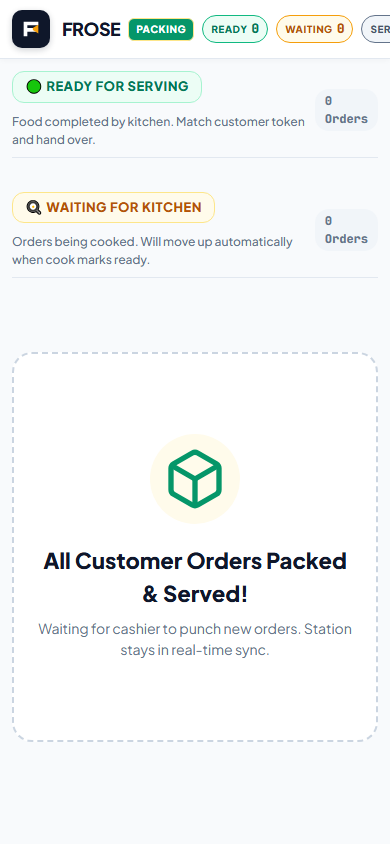 FROSE PACKING READY 0 WAITING 0
READY FOR SERVING
Food completed by kitchen. Match customer token
and hand over.
0
Orders
WAITING FOR KITCHEN
Orders being cooked. Will move up automatically
when cook marks ready.
0
Orders
All Customer Orders Packed
& Served!
Waiting for cashier to punch new orders. Station
stays in real-time sync.